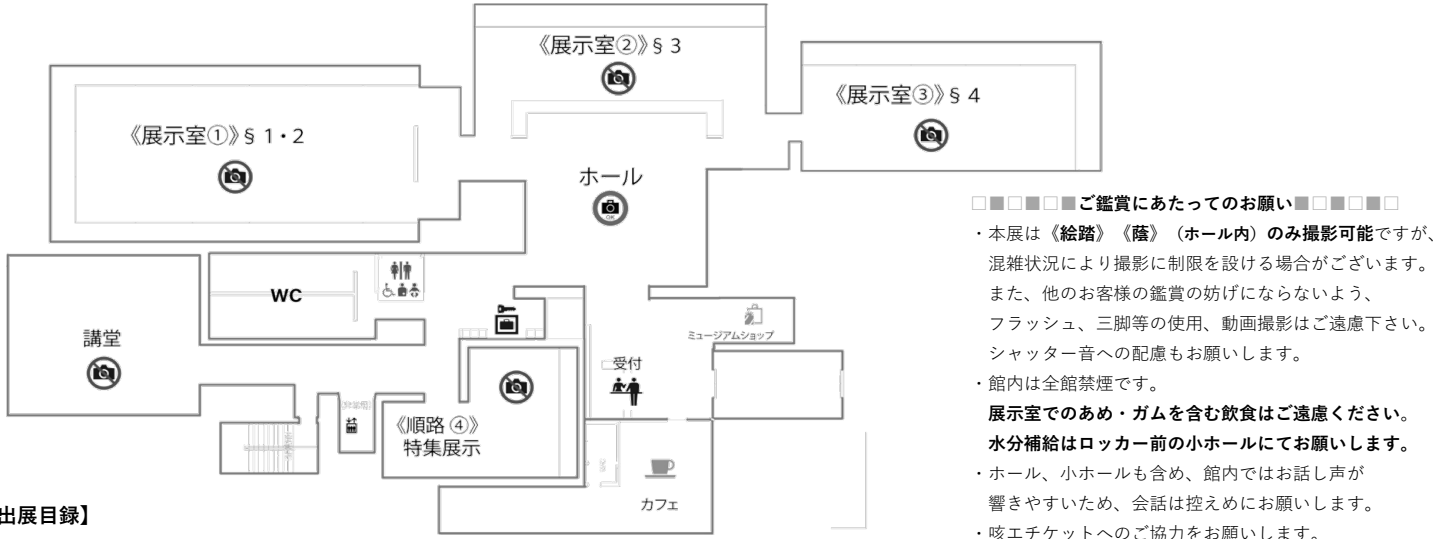 《展示室②》§ 3
《展示室③》§ 4
《展示室①》§ 1・2
ホール
OK
WC
講堂
ミュージアムショップ
受付
《順路 ④》
特集展示
カフェ
出展目録】
□■□■□■ご鑑賞にあたってのお願い■□■□■□
・本展は《絵踏》《蔭》（ホール内）のみ撮影可能ですが、
混雑状況により撮影に制限を設ける場合がございます。
また、他のお客様の鑑賞の妨げにならないよう、
フラッシュ、三脚等の使用、動画撮影はご遠慮下さい。
シャッター音への配慮もお願いします。
・館内は全館禁煙です。
展示室でのあめ・ガムを含む飲食はご遠慮ください。
水分補給はロッカー前の小ホールにてお願いします。
・ホール、小ホールも含め、館内ではお話し声が
響きやすいため、会話は控えめにお願いします。
・咳エチケットへのご協力をお願いします。